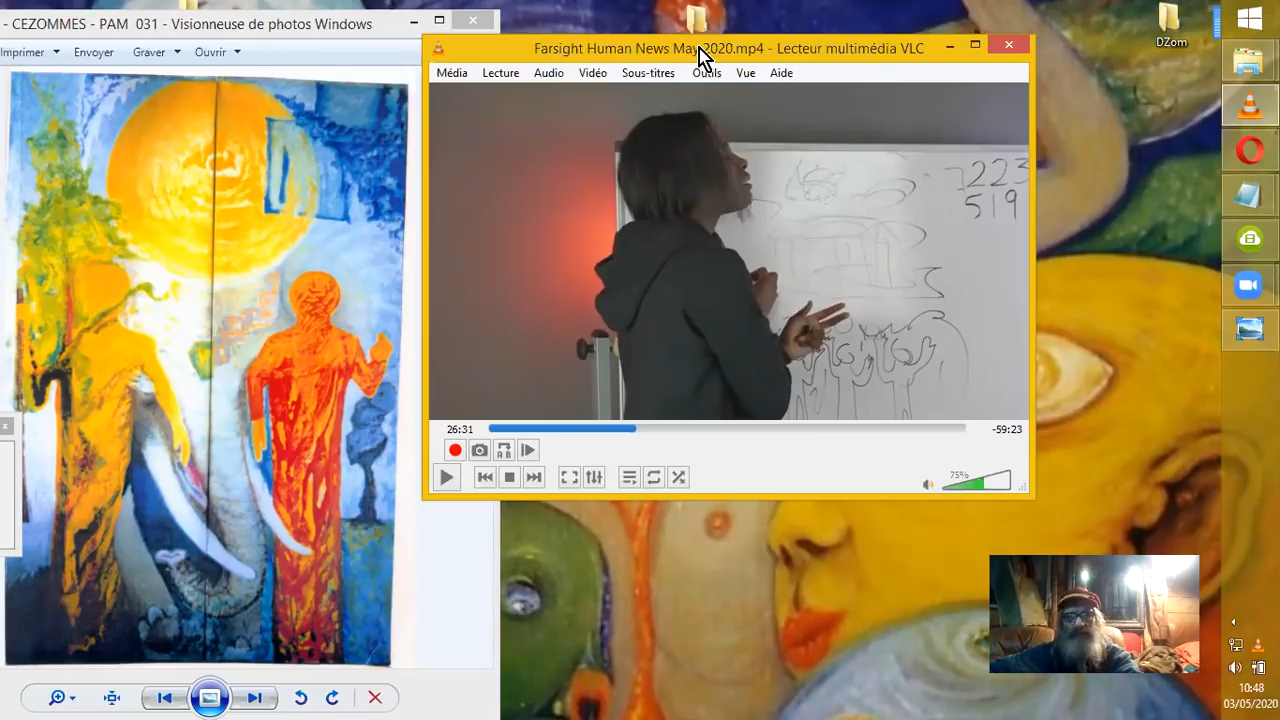 - CEZOMMES - PAM 031 - Visionneuse de photos Windows
Imprimer Envoyer Graver Ouvrir
Farsight Human News May 2020.mp4 - Lecteur multimédia VLC
Média Lecture Audio Vidéo Sous-titres Outils Vue Aide
223
519
26:31
-59:23
75%
DZom
10:48
03/05/2020